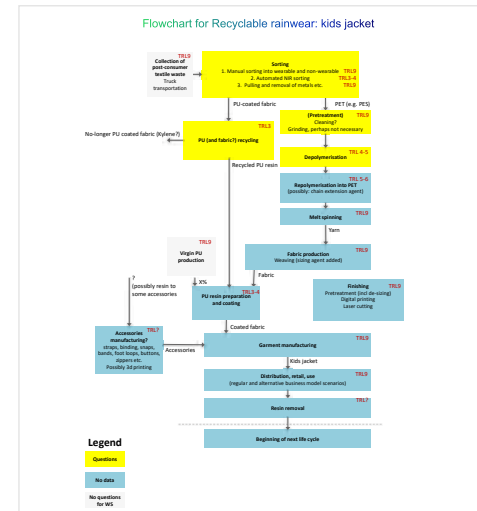 Flowchart for Recyclable rainwear: kids jacket
TRL9
Collection of
post-consumer
textile waste
Truck
transportation
Sorting
1. Manual sorting into wearable and non-wearable TRL9
2. Automated NIR sorting TRL3-4
3. Pulling and removal of metals etc. TRL9
PU-coated fabric
PET (e.g. PES)
TRL3
PU (and fabric?) recycling
No-longer PU coated fabric (Kylene?)
Recycled PU resin
(Pretreatment) TRL9
Cleaning?
Grinding, perhaps not necessary
TRL 4-5
Depolymerisation
TRL 5-6
Repolymerisation into PET
(possibly: chain extension agent)
Melt spinning
TRL9
Yarn
TRL9
Fabric production
Weaving (sizing agent added)
Fabric
TRL9
Virgin PU
production
X%
TRL3-4
PU resin preparation
and coating
Coated fabric
Finishing TRL9
Pretreatment (incl de-sizing)
Digital printing
Laser cutting
?
(possibly resin to
some accessories
TRL?
Accessories
manufacturing?
straps, binding, snaps,
bands, foot loops, buttons,
zippers etc.
Possibly 3d printing
Accessories
TRL9
Garment manufacturing
Kids jacket
Distribution, retail, use TRL9
(regular and alternative business model scenarios)
TRL?
Resin removal
Beginning of next life cycle
Legend
Questions
No data
No questions
for WS